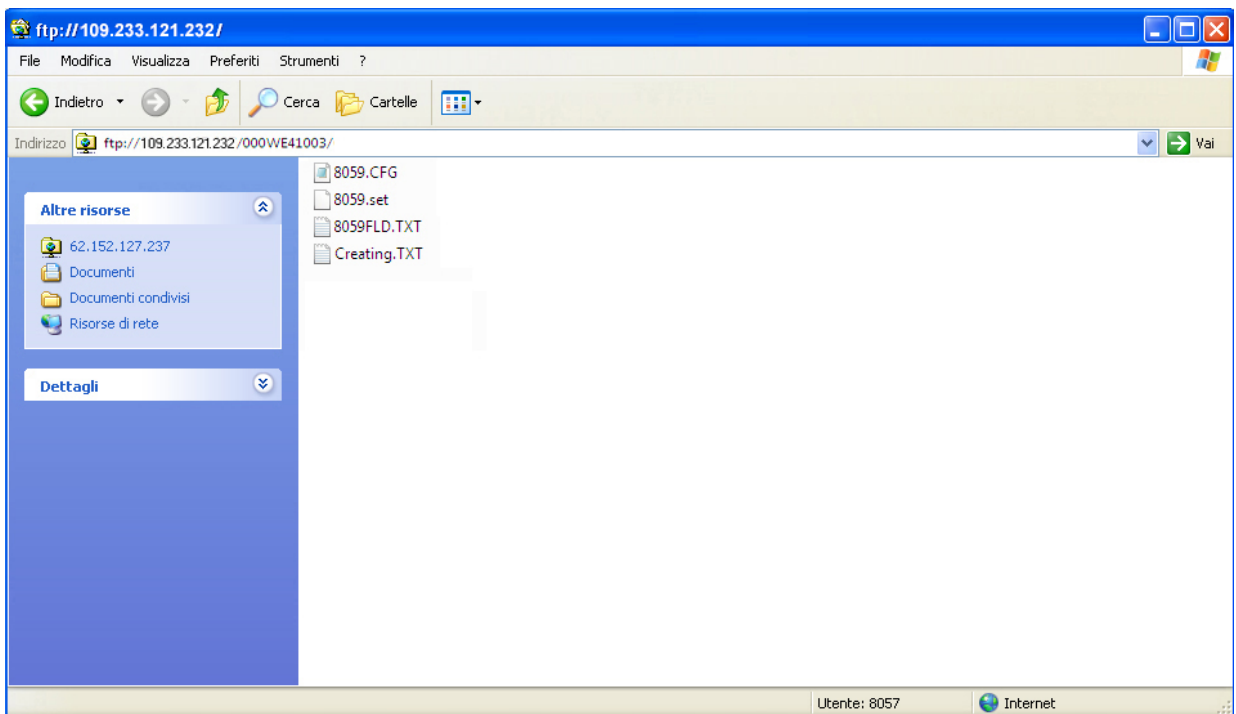 ftp://109.233.121.232/
File Modifica Visualizza Preferiti Strumenti ?
Indietro Cerca Cartelle
Indirizzo ftp://109.233.121.232/000WE41003/ Vai
Altre risorse
62.152.127.237
Documenti
Documenti condivisi
Risorse di rete
Dettagli
8059.CFG
8059.set
8059FLD.TXT
Creating.TXT
Utente: 8057 Internet